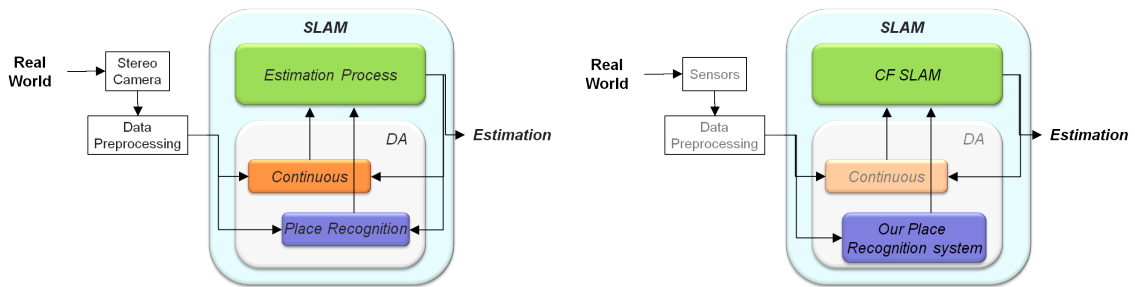 SLAM
Real
World
Stereo
Camera
Estimation Process
Data
Preprocessing
DA
Estimation
Continuous
Place Recognition
SLAM
Real
World
Sensors
CF SLAM
Data
Preprocessing
DA
Estimation
Continuous
Our Place
Recognition system